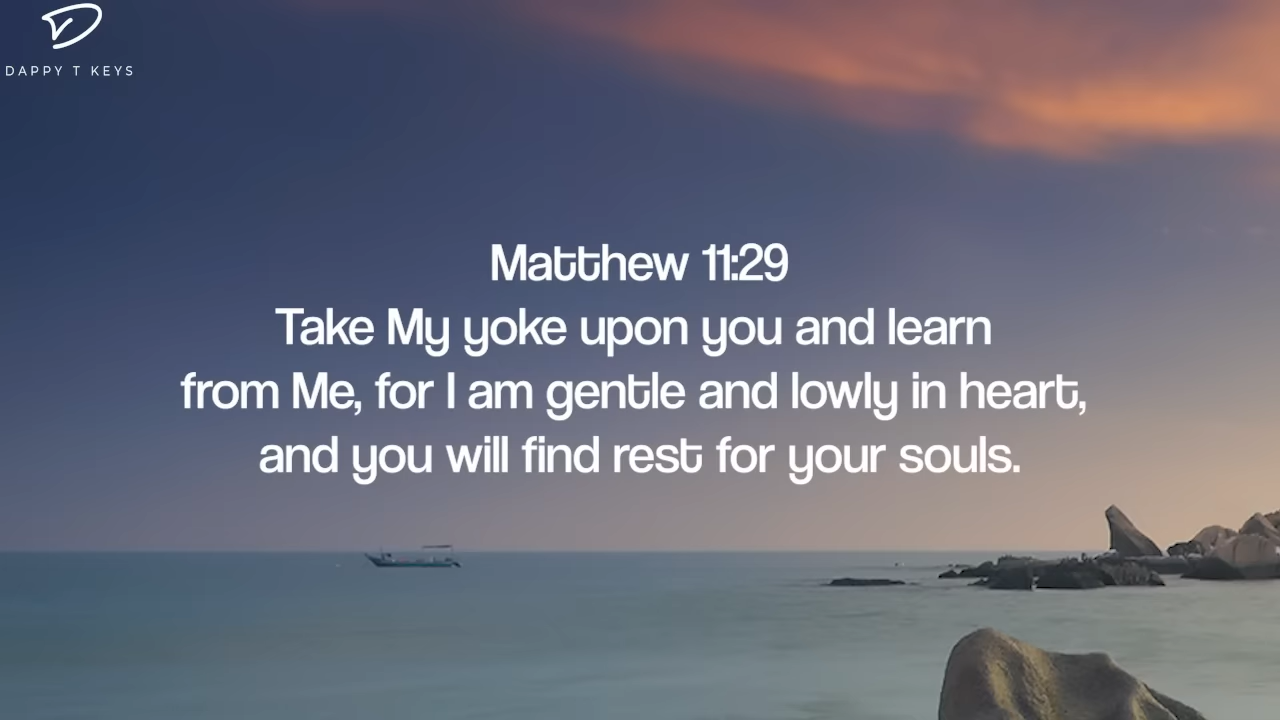 DAPPY T KEYS
Matthew 11:29
Take My yoke upon you and learn
from Me, for I am gentle and lowly in heart,
and you will find rest for your souls.